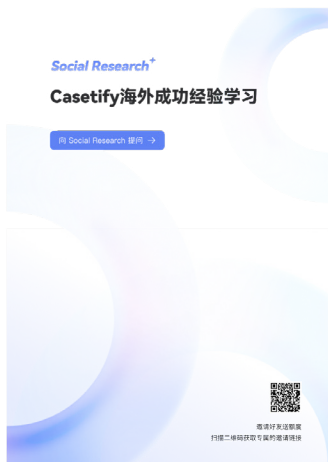 Social Research+
Casetify海外成功经验学习
向 Social Research 提问 →
邀请好友送额度
扫描二维码获取专属的邀请链接